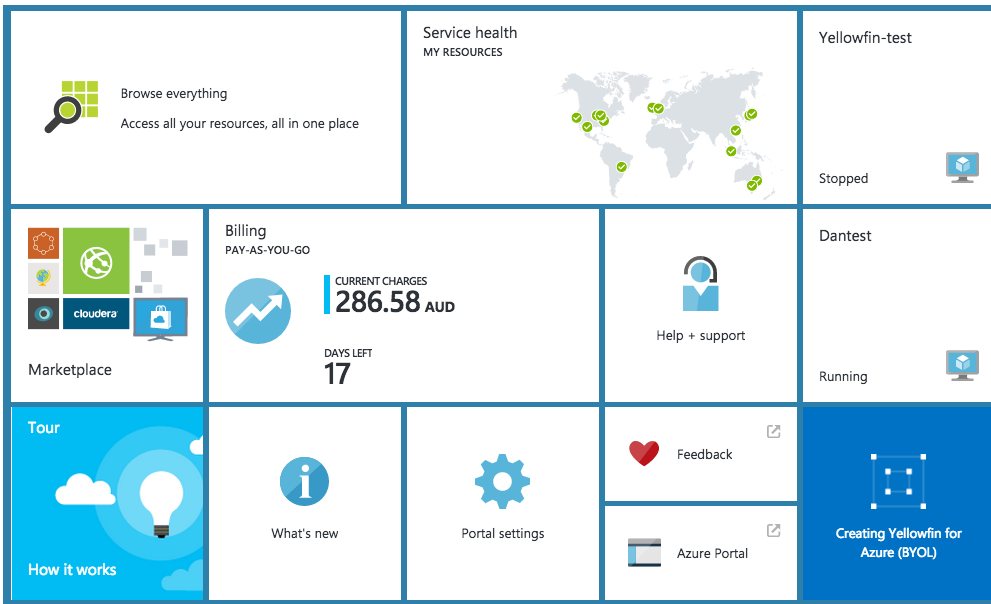 Browse everything
Access all your resources, all in one place
Service health
MY RESOURCES
Yellowfin-test
Stopped
cloudera
Marketplace
Billing
PAY-AS-YOU-GO
CURRENT CHARGES
286.58 AUD
DAYS LEFT
17
Help + support
Dantest
Running
Tour
How it works
What's new
Portal settings
Feedback
Azure Portal
Creating Yellowfin for
Azure (BYOL)